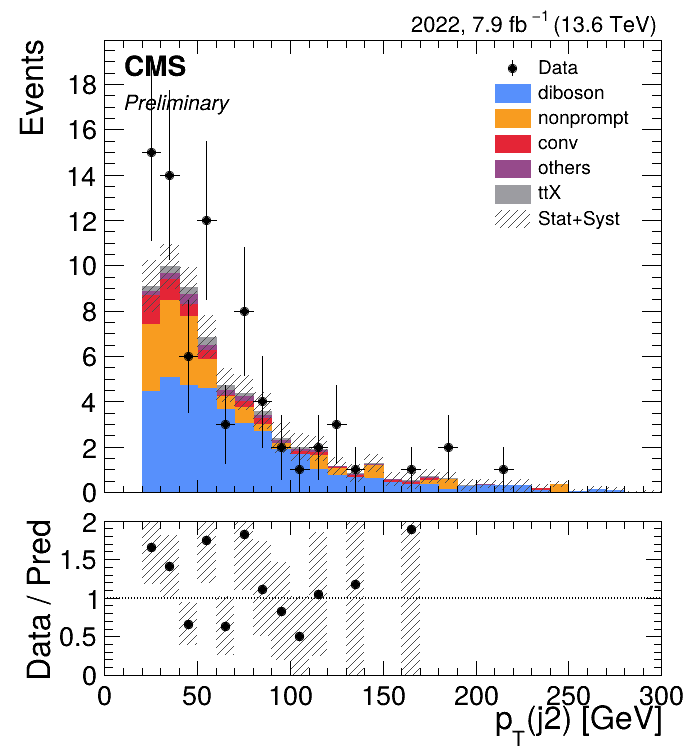 2022, 7.9 fb⁻¹ (13.6 TeV)
Events
CMS
Preliminary
Data
diboson
nonprompt
conv
others
ttX
Stat+Syst
18
16
14
12
10
8
6
4
2
0
Data / Pred
2
1.5
1
0.5
0
0 50 100 150 200 250 300
p_T(j2) [GeV]